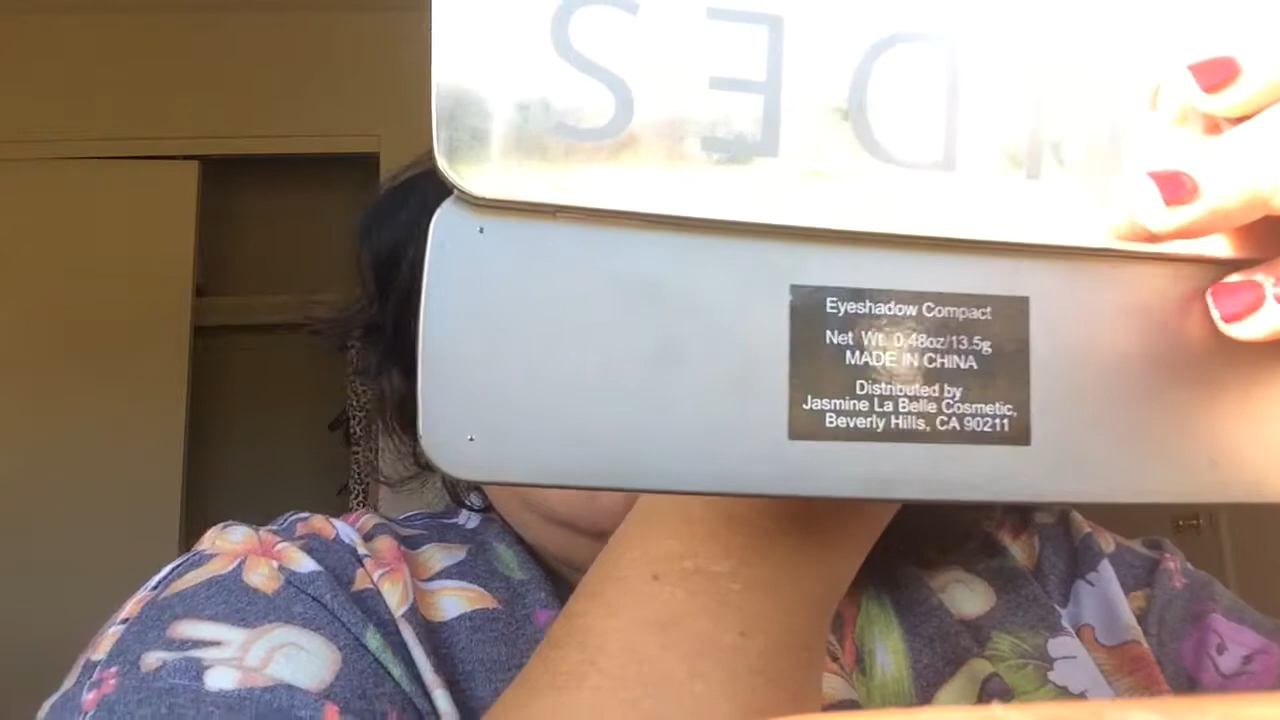 SEDI
Eyeshadow Compact
Net Wt. 0.48oz/13.5g
MADE IN CHINA
Distributed by
Jasmine La Belle Cosmetic,
Beverly Hills, CA 90211